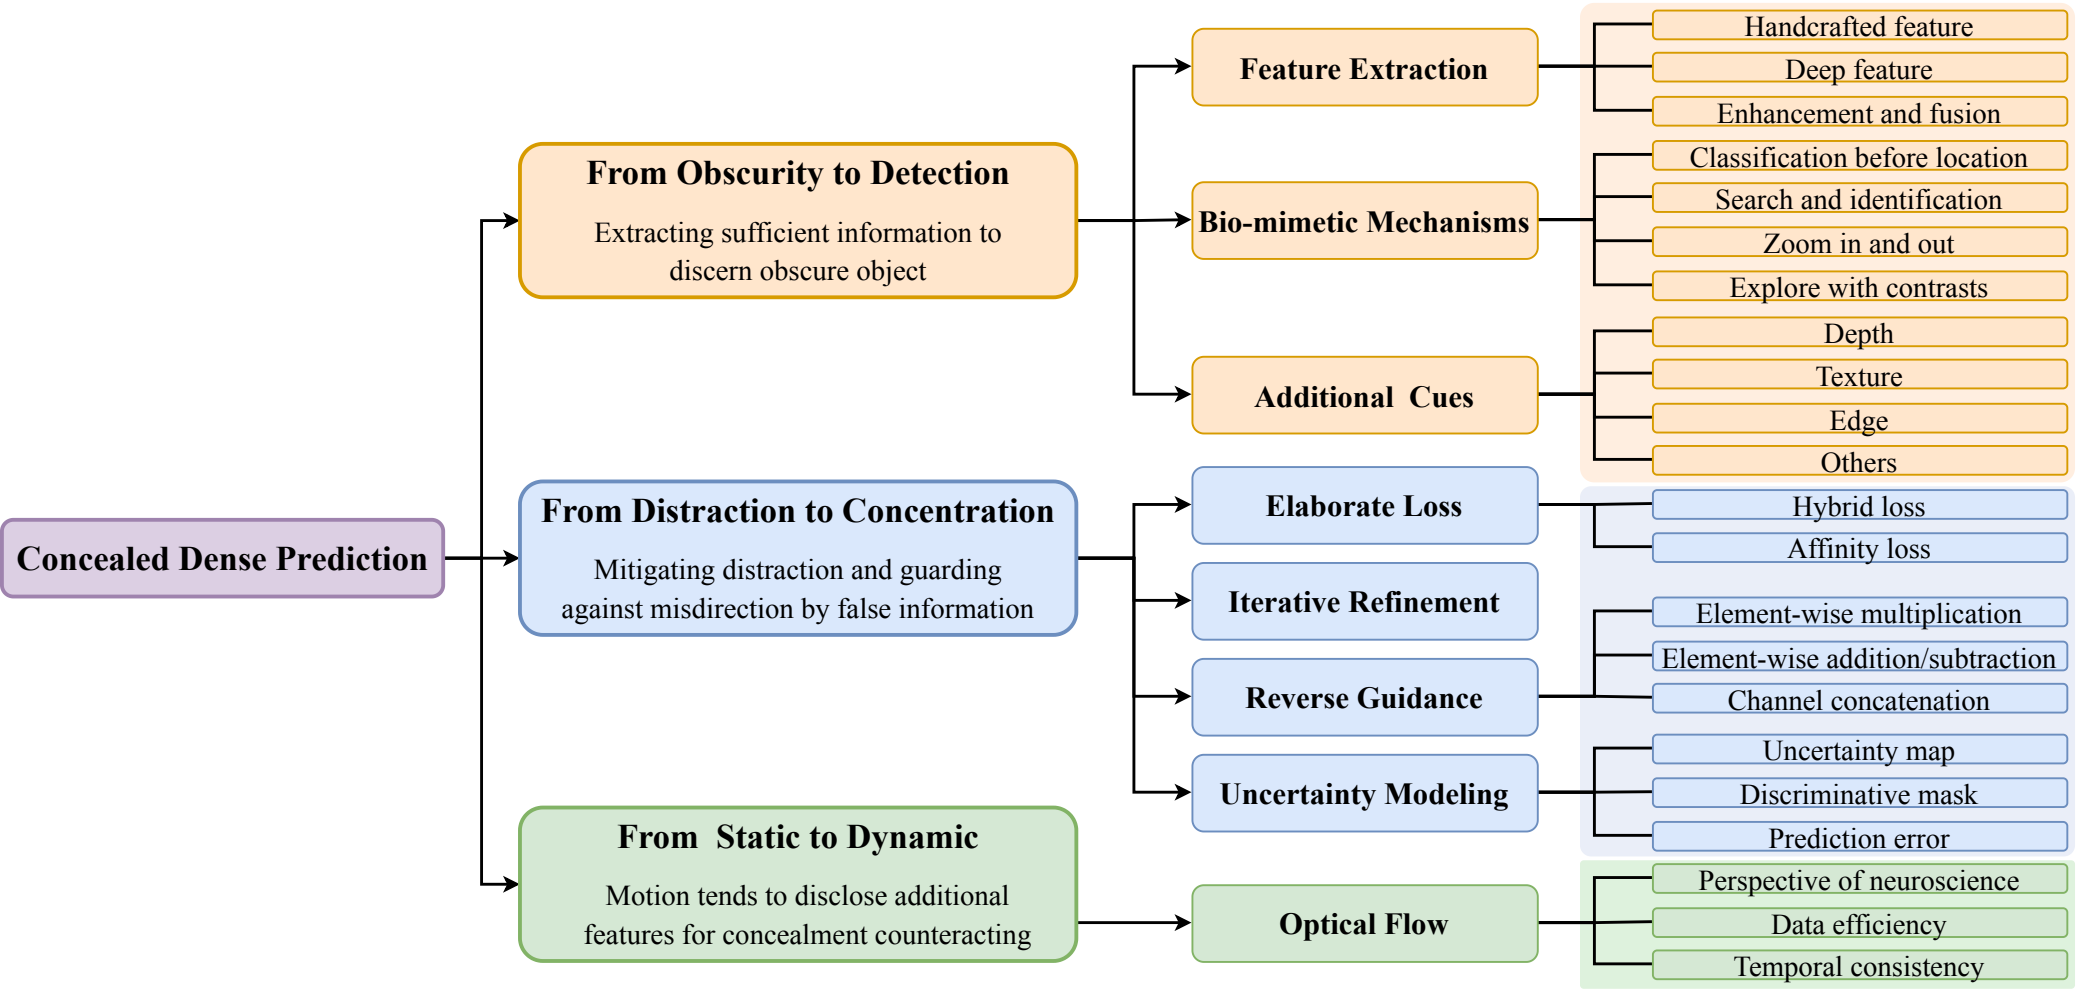 Concealed Dense Prediction
From Obscurity to Detection
Extracting sufficient information to
discern obscure object
Feature Extraction
Handcrafted feature
Deep feature
Enhancement and fusion
Bio-mimetic Mechanisms
Classification before location
Search and identification
Zoom in and out
Explore with contrasts
Additional Cues
Depth
Texture
Edge
Others
From Distraction to Concentration
Mitigating distraction and guarding
against misdirection by false information
Elaborate Loss
Hybrid loss
Affinity loss
Iterative Refinement
Reverse Guidance
Element-wise multiplication
Element-wise addition/subtraction
Channel concatenation
Uncertainty Modeling
Uncertainty map
Discriminative mask
Prediction error
From Static to Dynamic
Motion tends to disclose additional
features for concealment counteracting
Optical Flow
Perspective of neuroscience
Data efficiency
Temporal consistency